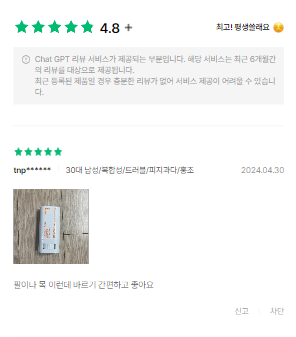 4.8 +
최고! 평생쓸래요
Chat GPT 리뷰 서비스가 제공되는 부분입니다. 해당 서비스는 최근 6개월간
의 리뷰를 대상으로 제공됩니다.
최근 등록된 제품일 경우 충분한 리뷰가 없어 서비스 제공이 어려울 수 있습니
다.
tnp****** 30대 남성/복합성/트러블/피지과다/홍조 2024.04.30
팔이나 목 이런데 바르기 간편하고 좋아요
신고 차단